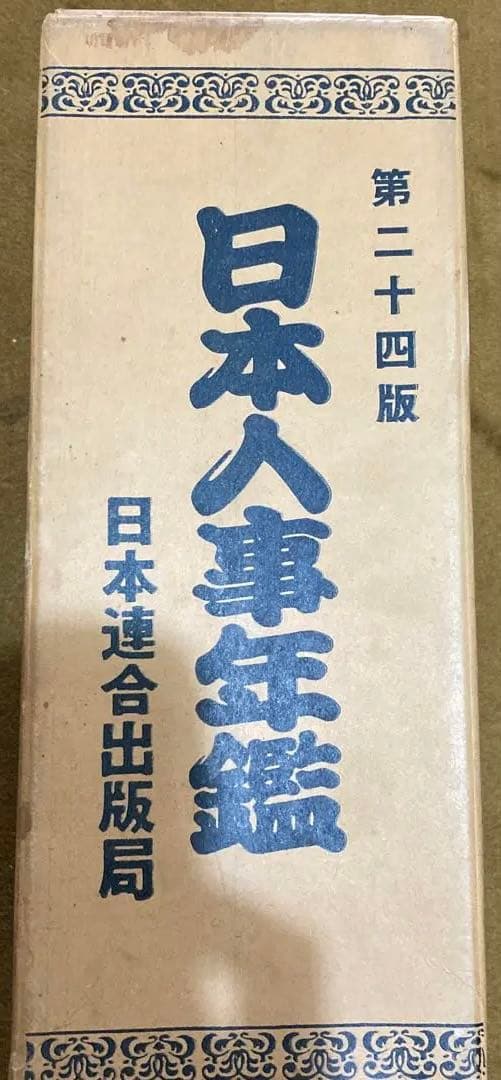 第二十四版
日本人事年鑑
日本連合出版局